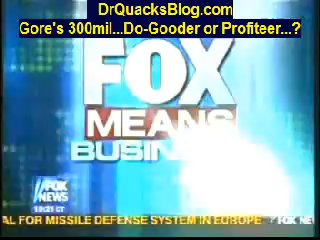 DrQuacksBlog.com
Gore's 300mil...Do-Gooder or Profiteer...?
FOX
MEANS
FOX
NEWS
AL FOR MISSILE DEFENSE SYSTEM IN EUROPE